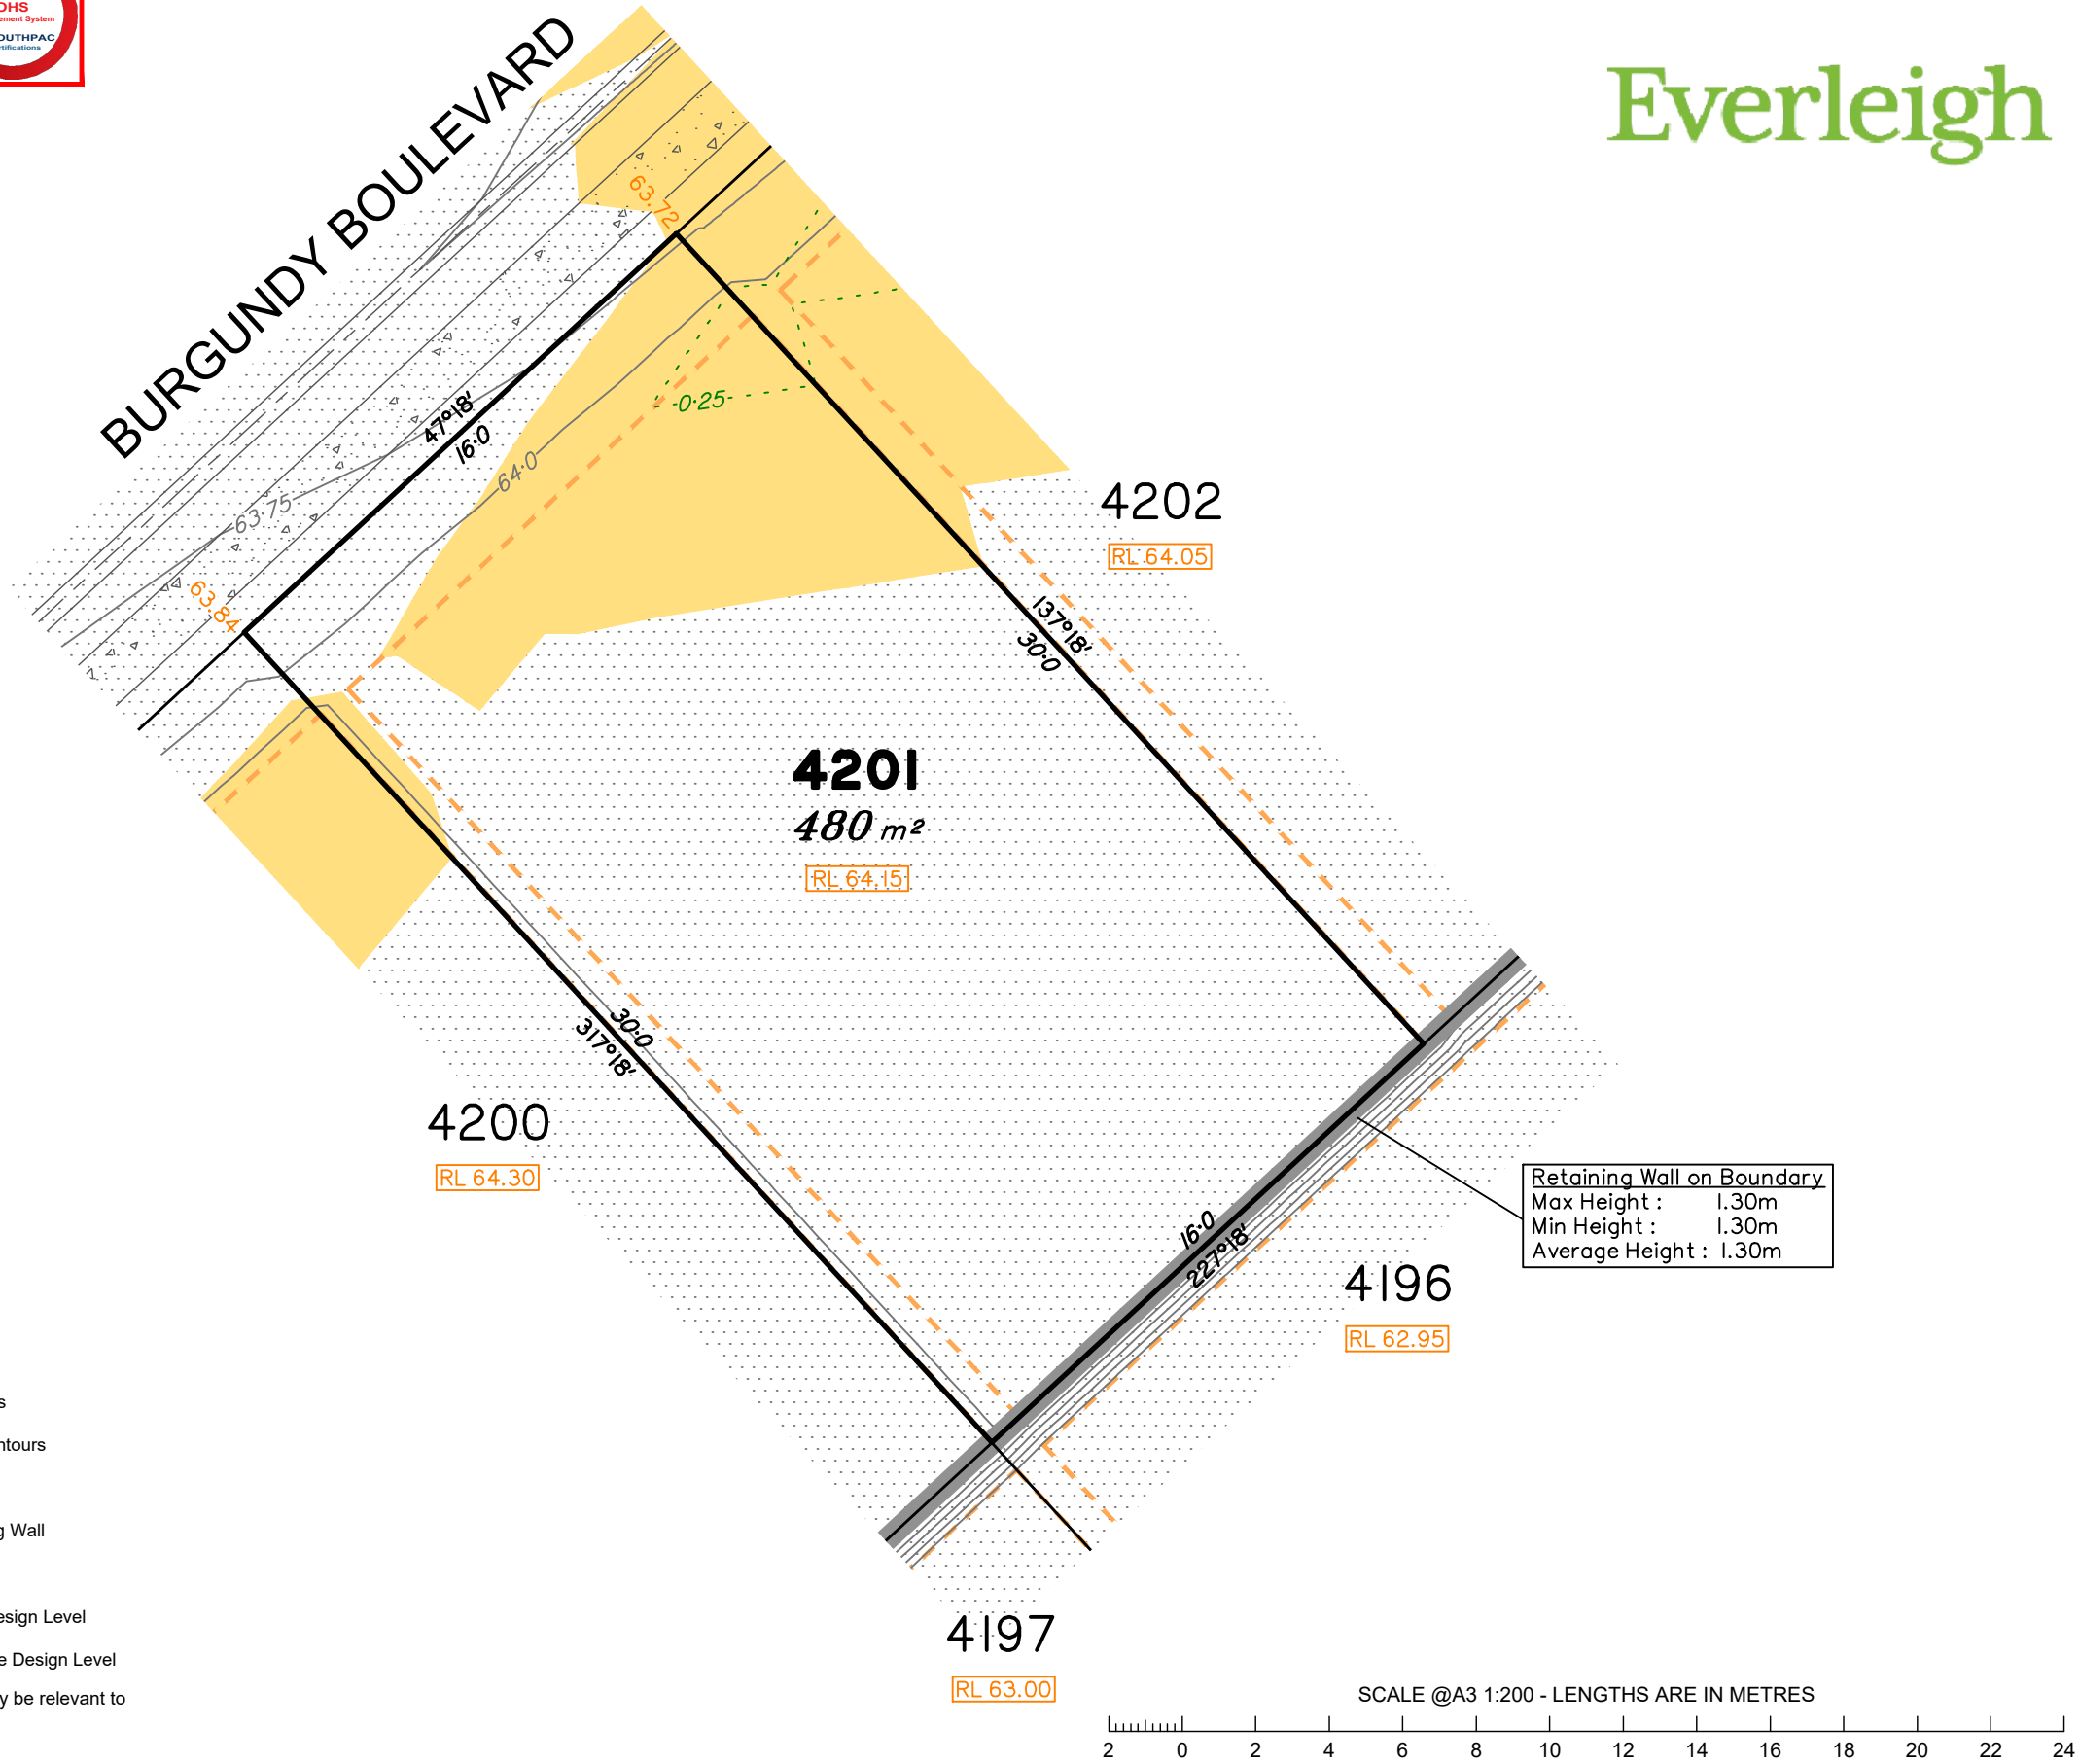 OHS
ement System
OUTHPAC
rtifications
Everleigh
BURGUNDY BOULEVARD
63.72
47°18'
16·0
0·25
64·0
63·75
63.84
4202
RL 64.05
137°18'
30·0
4201
480 m²
RL 64.15
30·0
317°18'
4200
RL 64.30
16·0
227°18'
Retaining Wall on Boundary
Max Height : 1.30m
Min Height : 1.30m
Average Height : 1.30m
4196
RL 62.95
4197
RL 63.00
s
ntours
g Wall
esign Level
e Design Level
y be relevant to
SCALE @A3 1:200 - LENGTHS ARE IN METRES
2 0 2 4 6 8 10 12 14 16 18 20 22 24